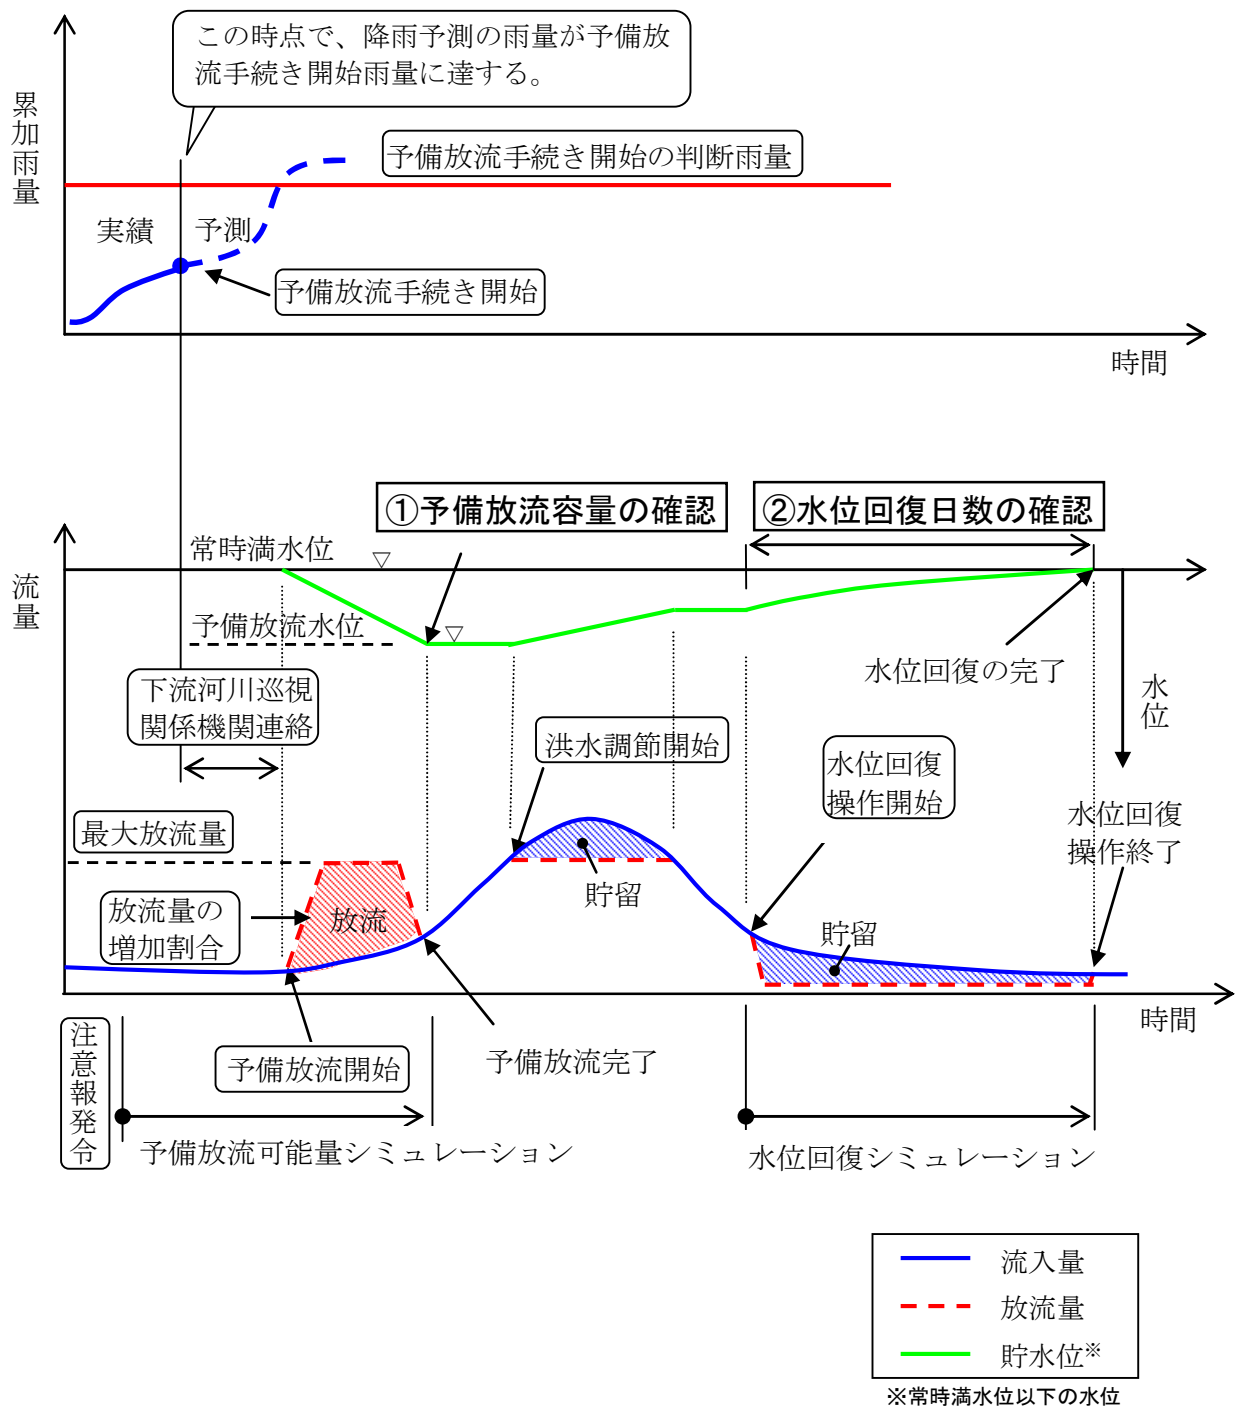 この時点で、降雨予測の雨量が予備放
流手続き開始雨量に達する。
累加雨量
予備放流手続き開始の判断雨量
実績
予測
予備放流手続き開始
時間
①予備放流容量の確認
②水位回復日数の確認
常時満水位
流量
予備放流水位
下流河川巡視
関係機関連絡
水位回復の完了
水位
洪水調節開始
水位回復
操作開始
最大放流量
水位回復
操作終了
放流量の
増加割合
放流
貯留
貯留
時間
注意報発令
予備放流開始
予備放流完了
予備放流可能量シミュレーション
水位回復シミュレーション
流入量
放流量
貯水位※
※常時満水位以下の水位